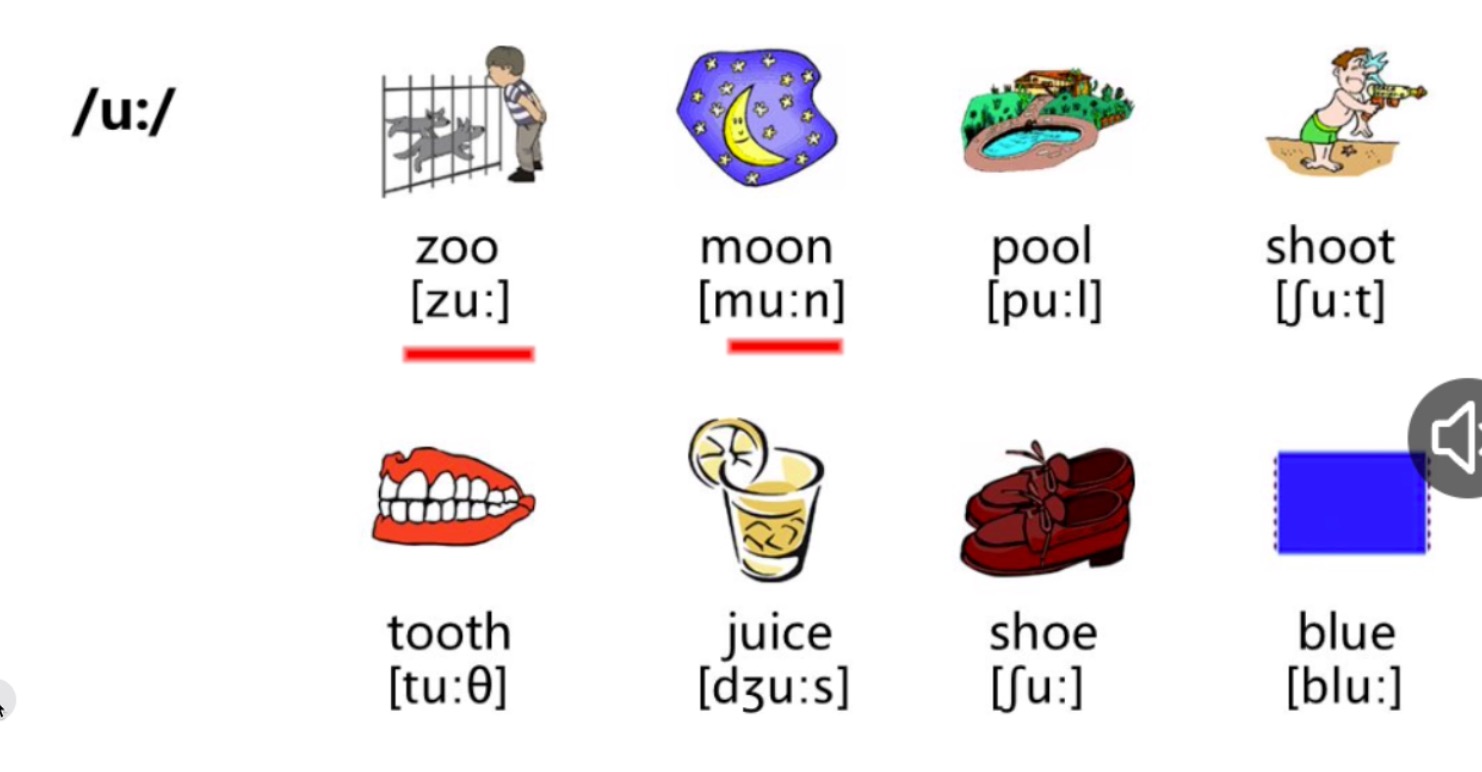 /u:/
zoo moon pool shoot
[zu:] [mu:n] [pu:l] [ʃu:t]
tooth juice shoe blue
[tu:θ] [dʒu:s] [ʃu:] [blu:]